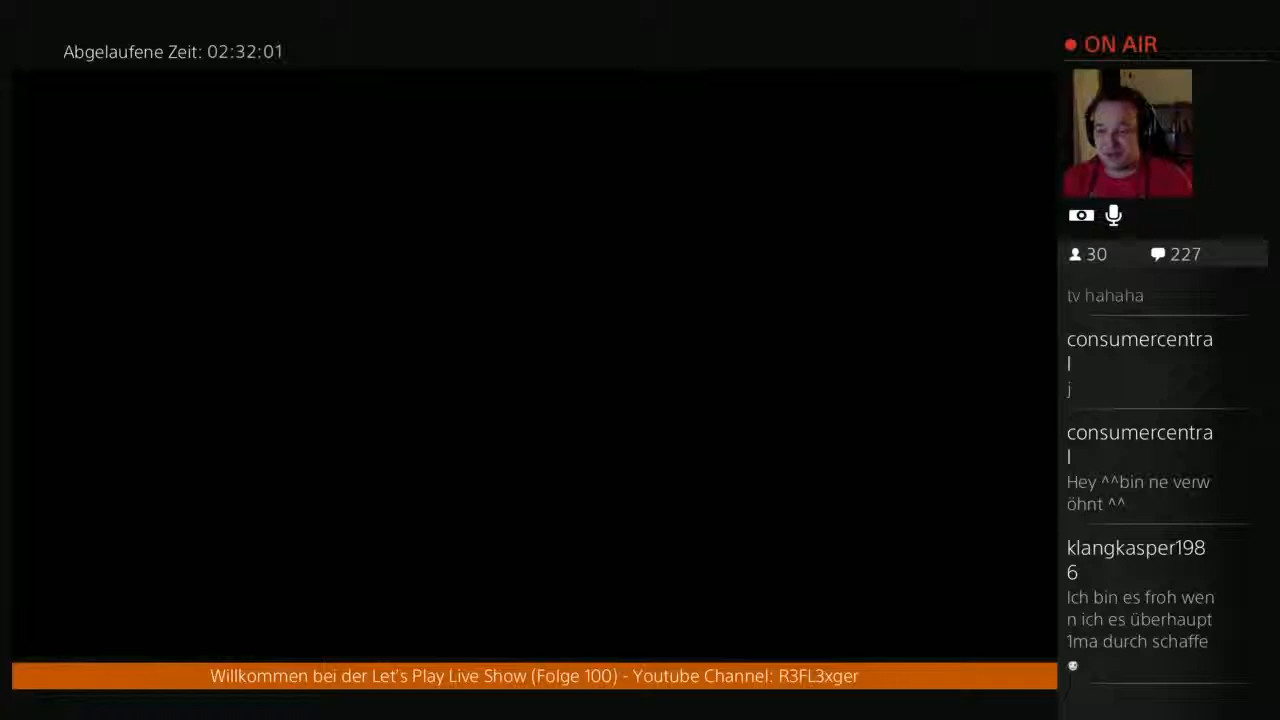 Abgelaufene Zeit: 02:32:01
ON AIR
30 227
tv hahaha
consumercentra
l
j
consumercentra
l
Hey ^^bin ne verw
öhnt ^^
klangkasper198
6
Ich bin es froh wen
n ich es überhaupt
1ma durch schaffe
Willkommen bei der Let's Play Live Show (Folge 100) - Youtube Channel: R3FL3xger